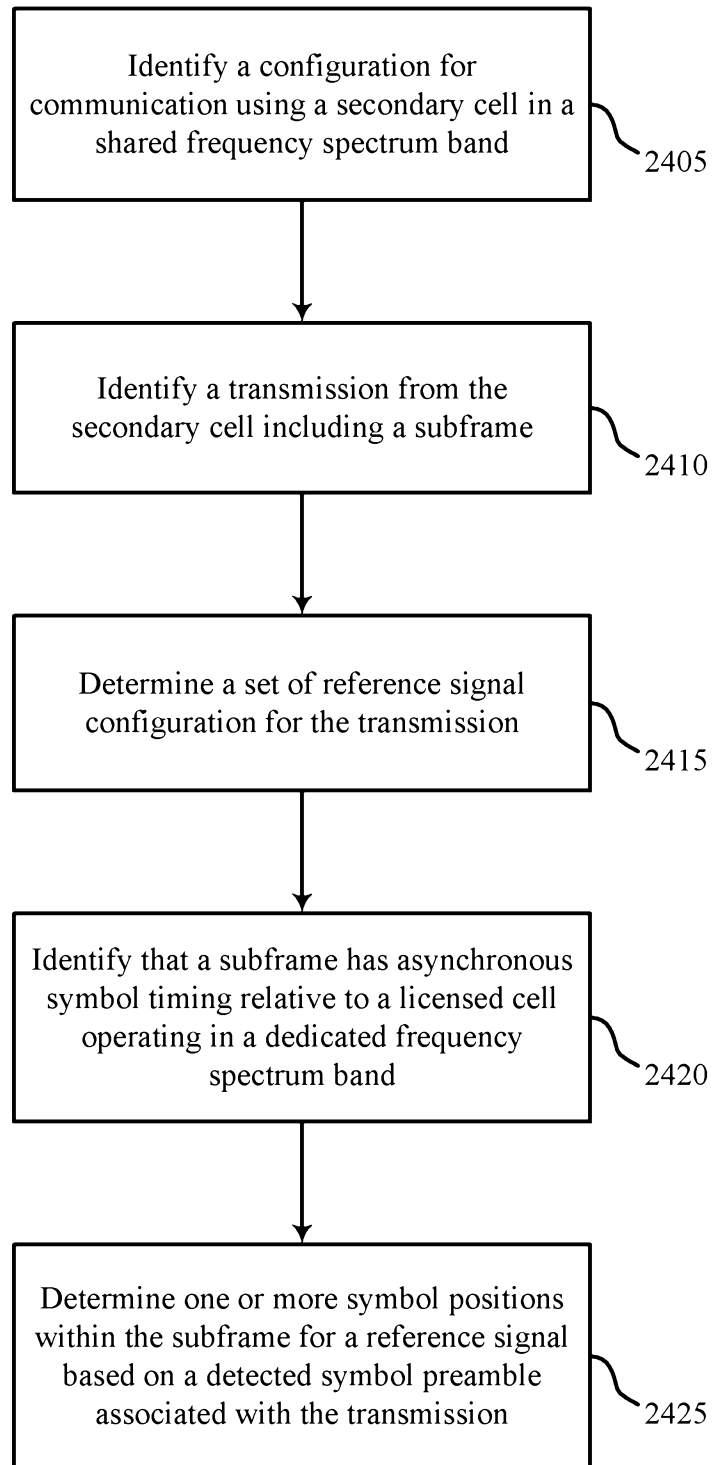 Identify a configuration for
communication using a secondary cell in a
shared frequency spectrum band
2405
Identify a transmission from the
secondary cell including a subframe
2410
Determine a set of reference signal
configuration for the transmission
2415
Identify that a subframe has asynchronous
symbol timing relative to a licensed cell
operating in a dedicated frequency
spectrum band
2420
Determine one or more symbol positions
within the subframe for a reference signal
based on a detected symbol preamble
associated with the transmission
2425